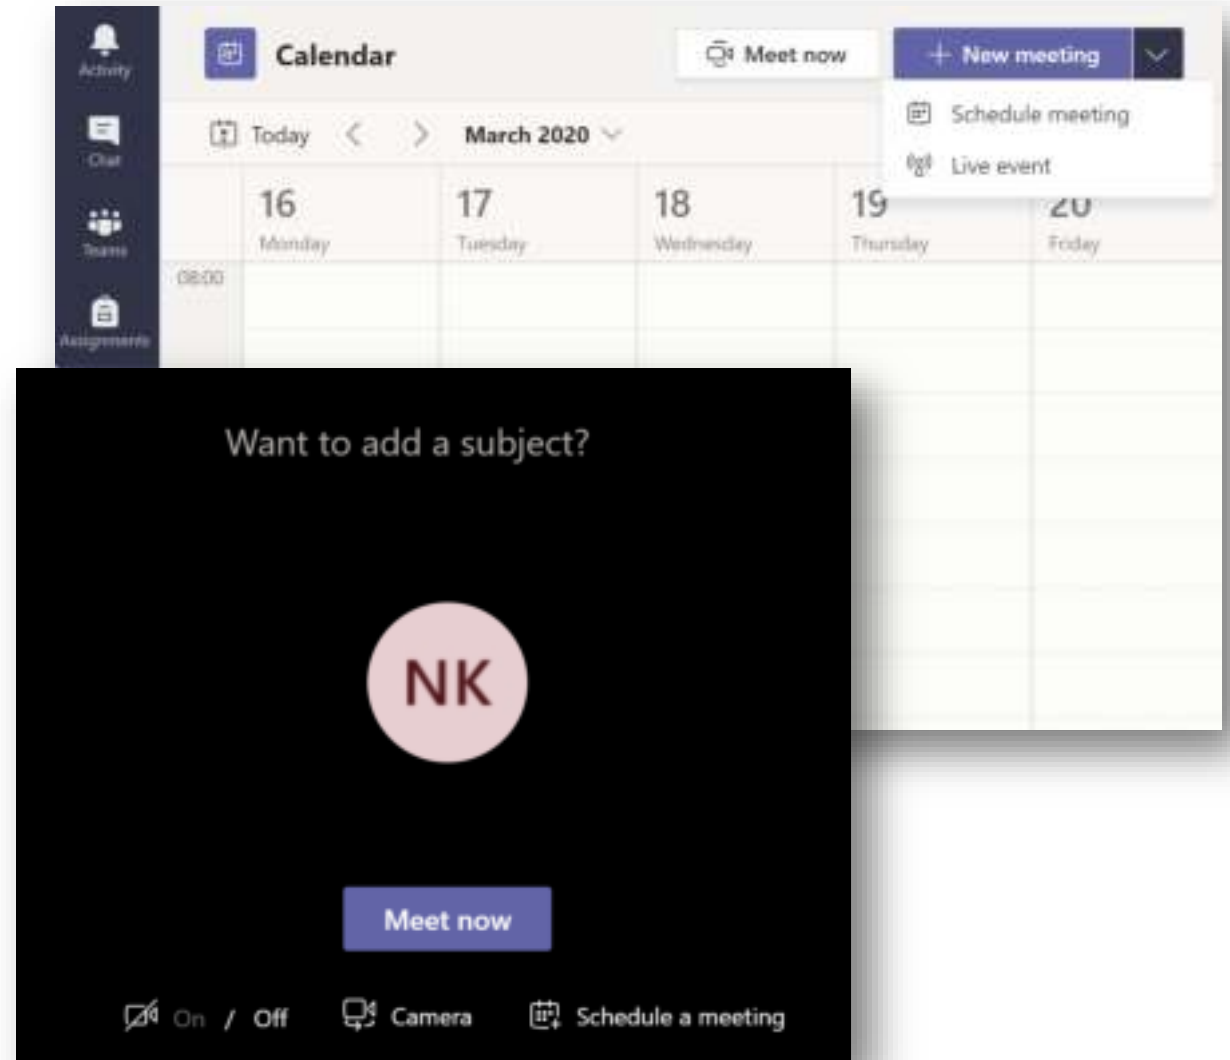 Activity
Calendar
Meet now
+ New meeting
Chat
Today < > March 2020
Schedule meeting
Live event
Teams
16 17 18 19 20
Monday Tuesday Wednesday Thursday Friday
08:00
Assignments
Want to add a subject?
NK
Meet now
On / Off Camera Schedule a meeting